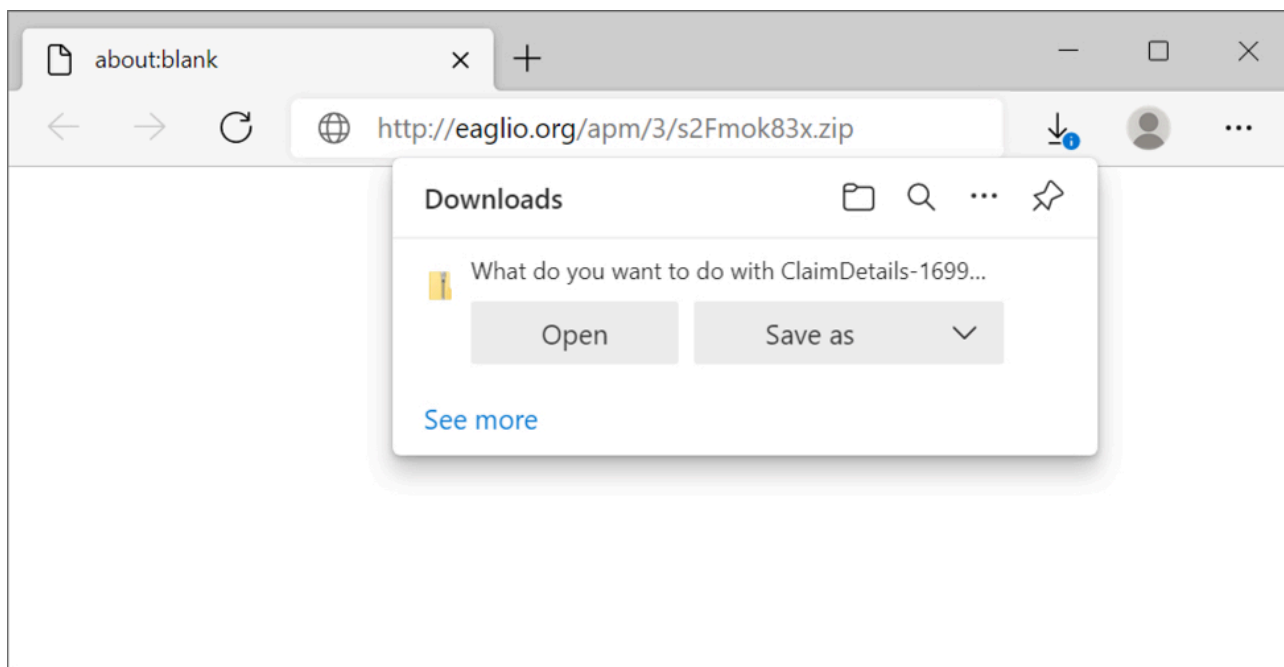 about:blank
http://eaglio.org/apm/3/s2Fmok83x.zip
Downloads
What do you want to do with ClaimDetails-1699...
Open
Save as
See more